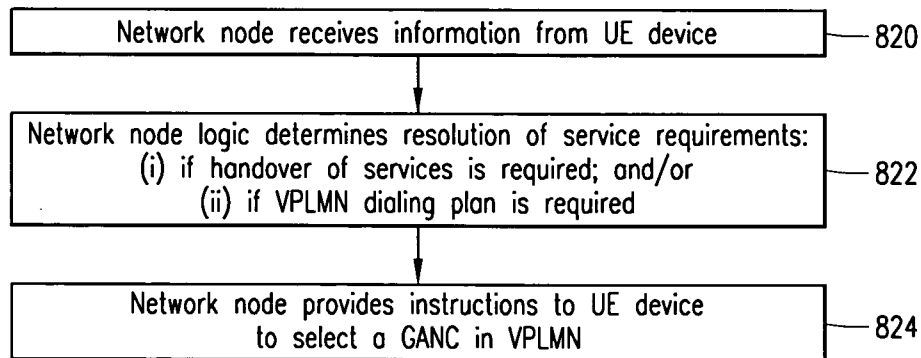 Network node receives information from UE device
820
Network node logic determines resolution of service requirements:
(i) if handover of services is required; and/or
(ii) if VPLMN dialing plan is required
822
Network node provides instructions to UE device
to select a GANC in VPLMN
824